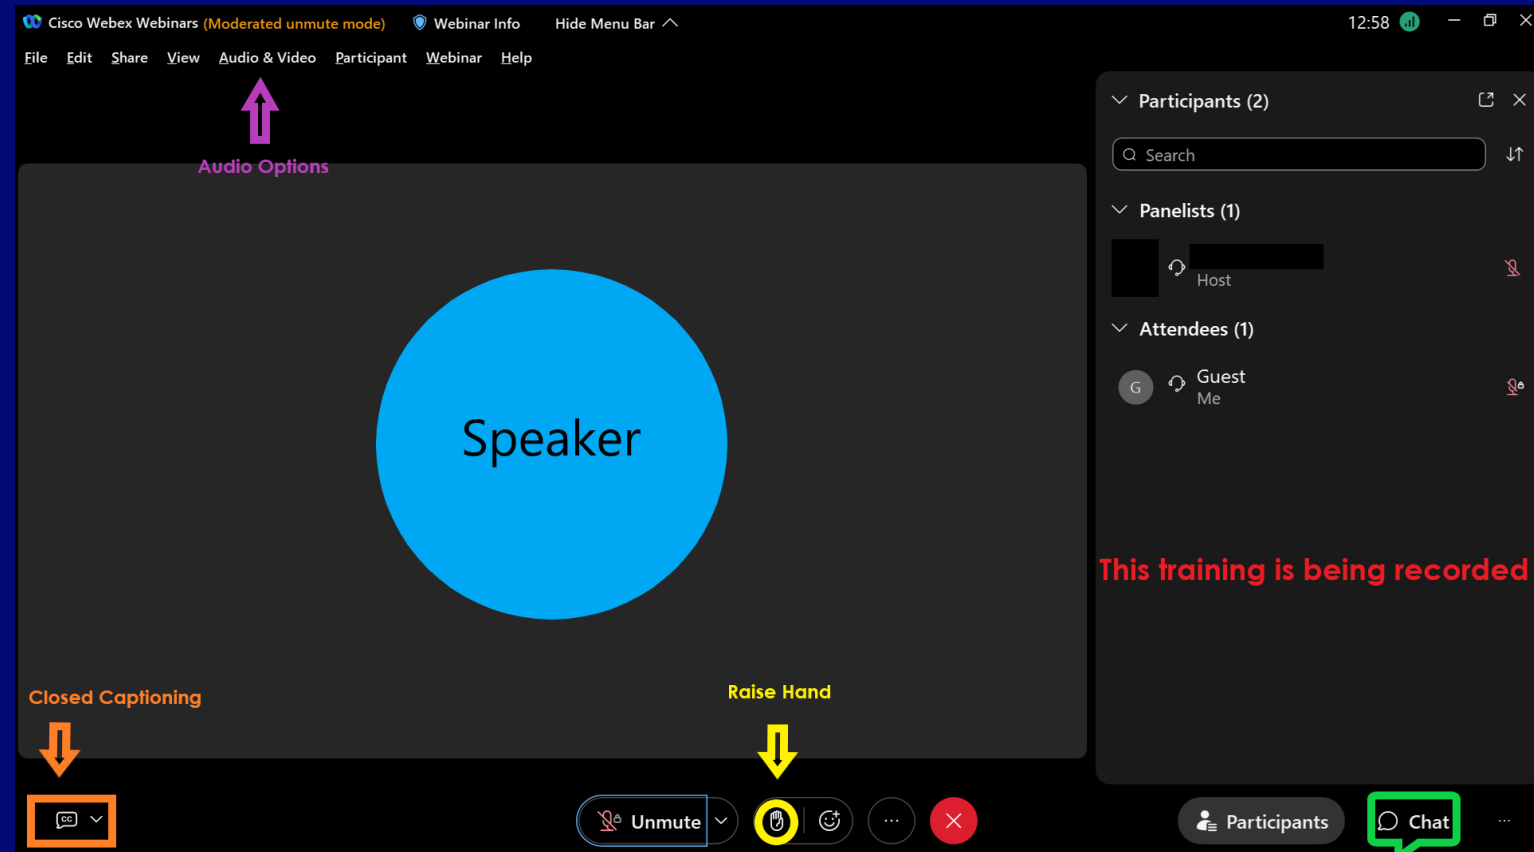 Cisco Webex Webinars (Moderated unmute mode) Webinar Info Hide Menu Bar 12:58
File Edit Share View Audio & Video Participant Webinar Help
Audio Options
Participants (2)
Search
Panelists (1)
Host
Attendees (1)
G Guest
Me
Speaker
This training is being recorded
Closed Captioning
Raise Hand
CC Unmute Participants Chat